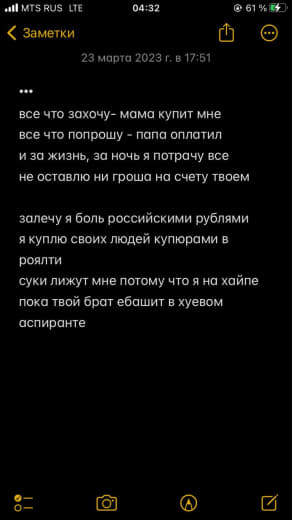 MTS RUS LTE 04:32 61 %
Заметки
23 марта 2023 г. в 17:51
•••
все что захочу- мама купит мне
все что попрошу - папа оплатил
и за жизнь, за ночь я потрачу все
не оставлю ни гроша на счету твоем
залечу я боль российскими рублями
я куплю своих людей купюрами в
роялти
суки лижут мне потому что я на хайпе
пока твой брат ебашит в хуевом
аспиранте